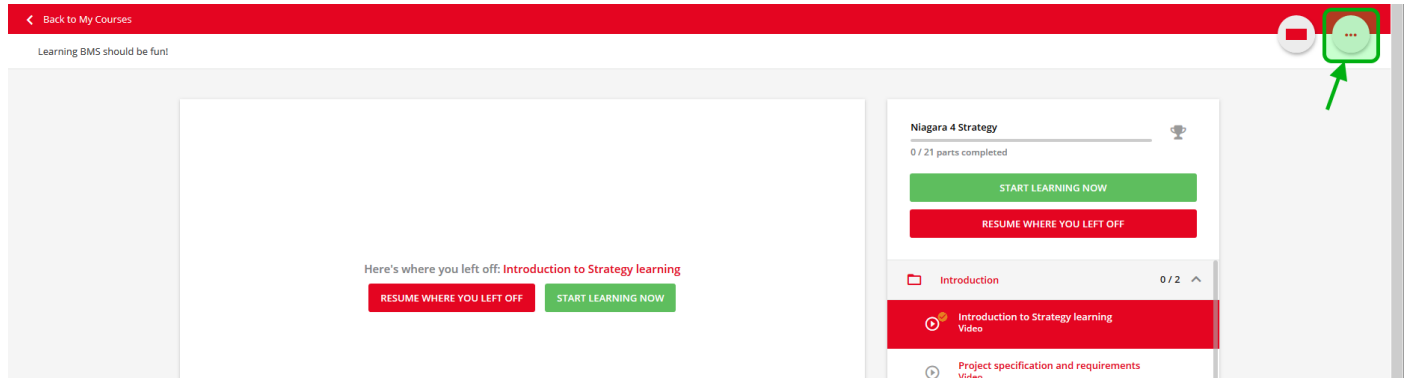 Back to My Courses
Learning BMS should be fun!
Niagara 4 Strategy
0 / 21 parts completed
START LEARNING NOW
RESUME WHERE YOU LEFT OFF
Here's where you left off: Introduction to Strategy learning
RESUME WHERE YOU LEFT OFF START LEARNING NOW
Introduction 0 / 2
Introduction to Strategy learning
Video
Project specification and requirements
Video